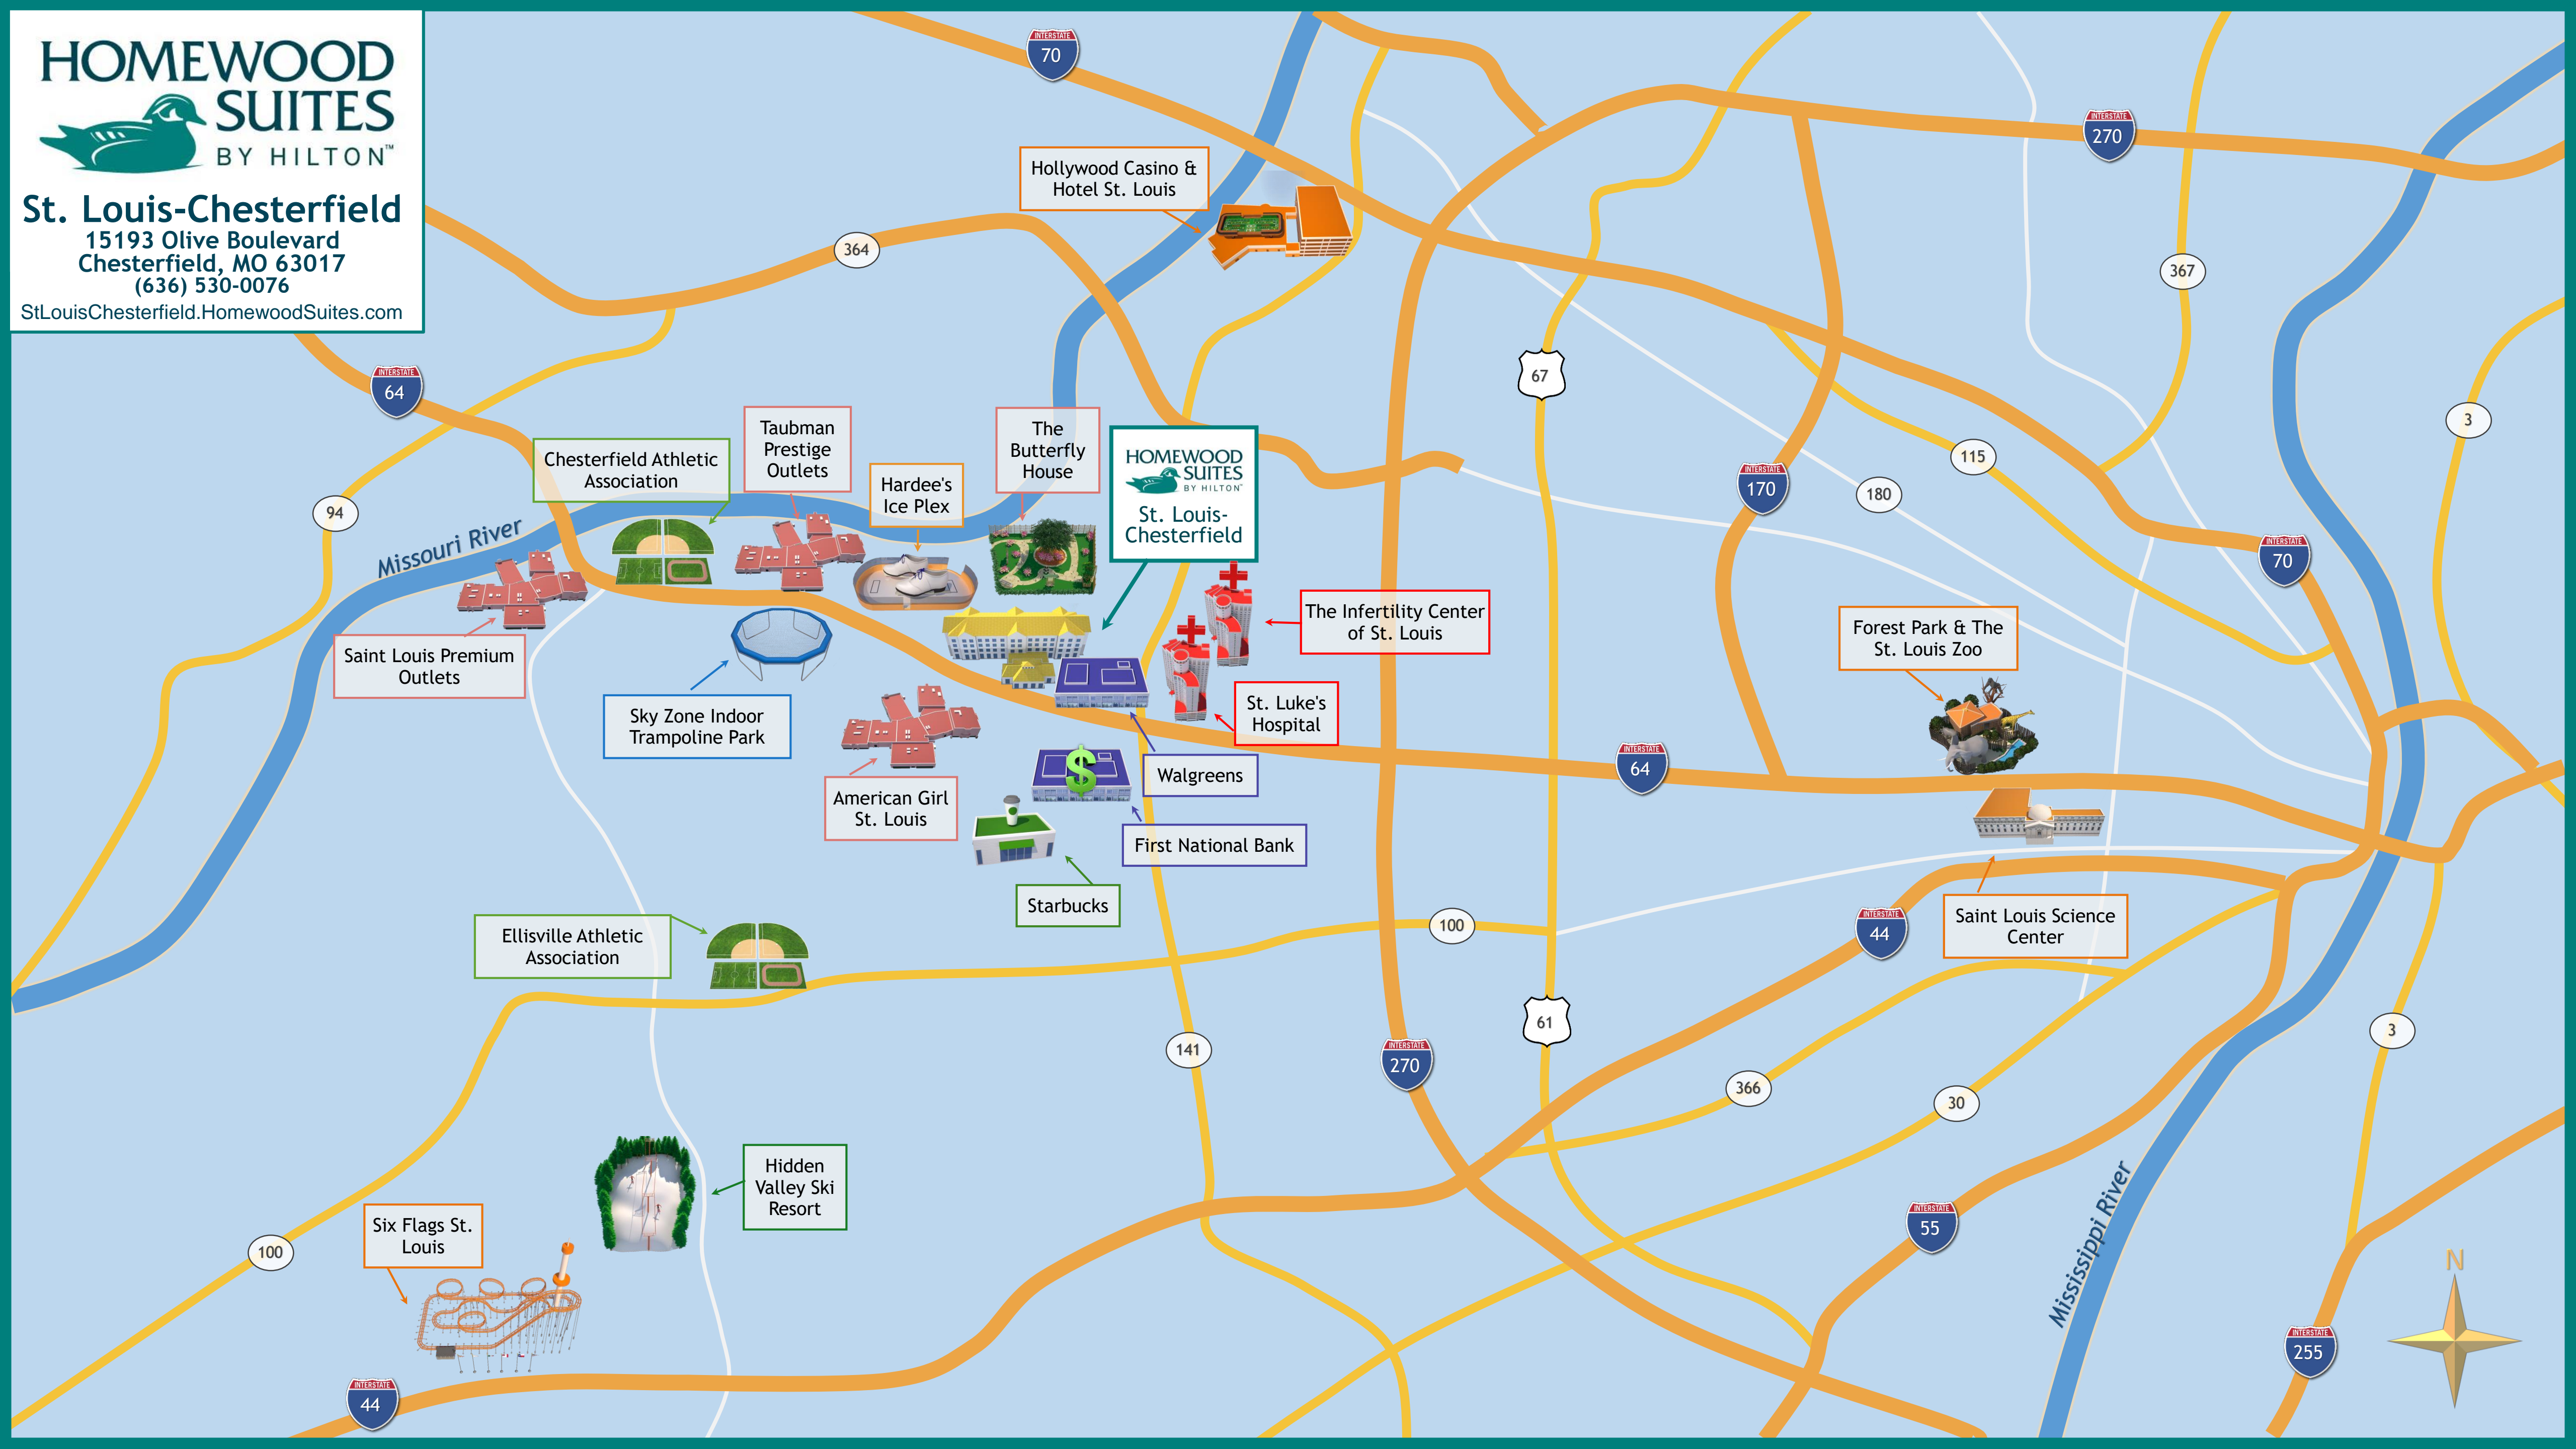 HOMEWOOD
SUITES
BY HILTON™
St. Louis-Chesterfield
15193 Olive Boulevard
Chesterfield, MO 63017
(636) 530-0076
StLouisChesterfield.HomewoodSuites.com
INTERSTATE
70
INTERSTATE
270
Hollywood Casino &
Hotel St. Louis
364
367
INTERSTATE
64
67
3
Chesterfield Athletic
Association
Taubman
Prestige
Outlets
Hardee's
Ice Plex
The
Butterfly
House
HOMEWOOD
SUITES
BY HILTON™
St. Louis-
Chesterfield
115
INTERSTATE
170
180
94
Missouri River
INTERSTATE
70
Saint Louis Premium
Outlets
The Infertility Center
of St. Louis
Forest Park & The
St. Louis Zoo
Sky Zone Indoor
Trampoline Park
St. Luke's
Hospital
American Girl
St. Louis
$
Walgreens
INTERSTATE
64
First National Bank
Starbucks
Ellisville Athletic
Association
100
INTERSTATE
44
Saint Louis Science
Center
141
61
INTERSTATE
270
3
366
30
Hidden
Valley Ski
Resort
Six Flags St.
Louis
100
INTERSTATE
55
Mississippi River
N
INTERSTATE
255
INTERSTATE
44